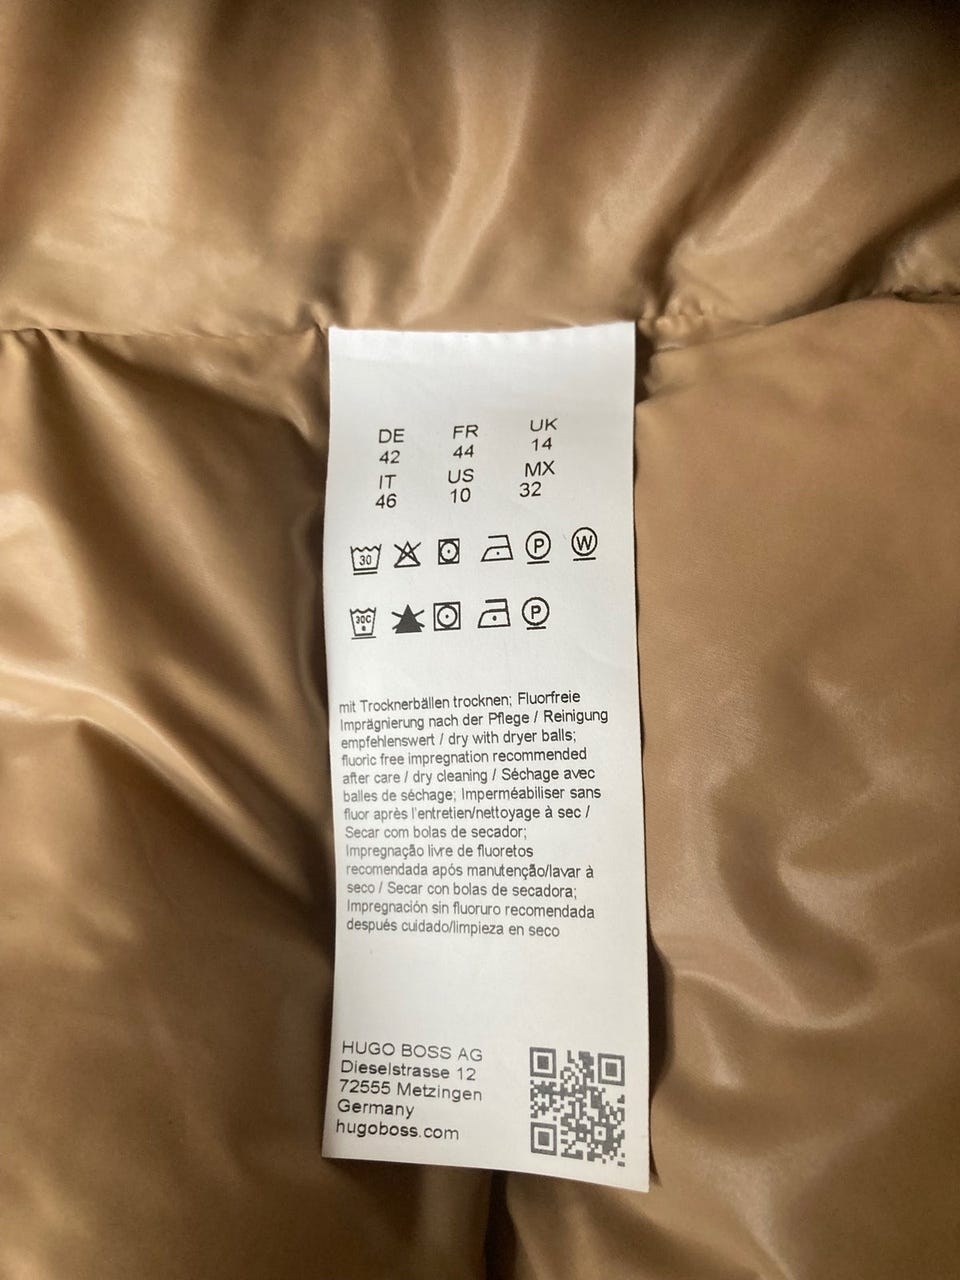 DE FR UK
42 44 14
IT US MX
46 10 32
30 P W
30C P
mit Trocknerbällen trocknen; Fluorfreie
Imprägnierung nach der Pflege / Reinigung
empfehlenswert / dry with dryer balls;
fluoric free impregnation recommended
after care / dry cleaning / Séchage avec
balles de séchage; Imperméabiliser sans
fluor après l'entretien/nettoyage à sec /
Secar com bolas de secador;
Impregnação livre de fluoretos
recomendada após manutenção/lavar à
seco / Secar con bolas de secadora;
Impregnación sin fluoruro recomendada
después cuidado/limpieza en seco
HUGO BOSS AG
Dieselstrasse 12
72555 Metzingen
Germany
hugoboss.com